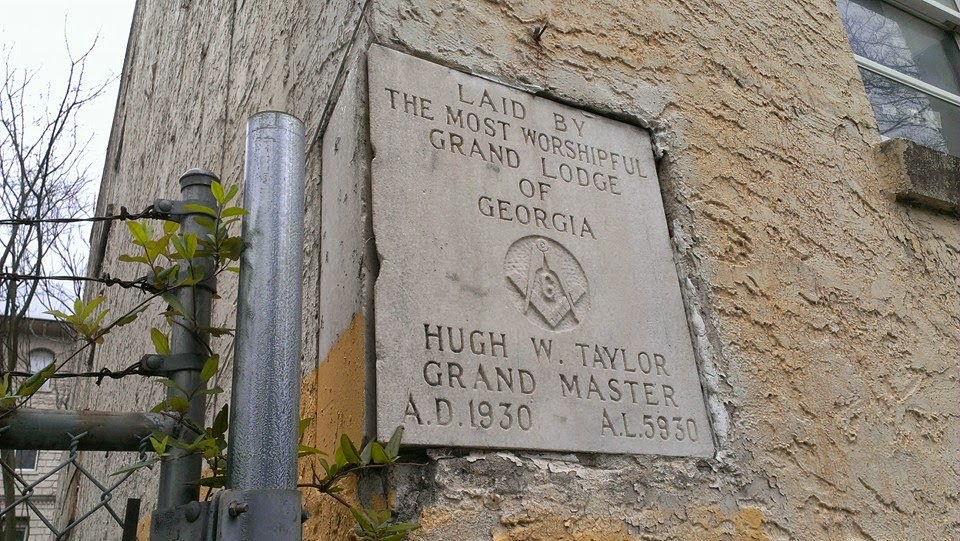 LAID BY
THE MOST WORSHIPFUL
GRAND LODGE
OF
GEORGIA
G
HUGH W. TAYLOR
GRAND MASTER
A.D. 1930 A.L. 5930